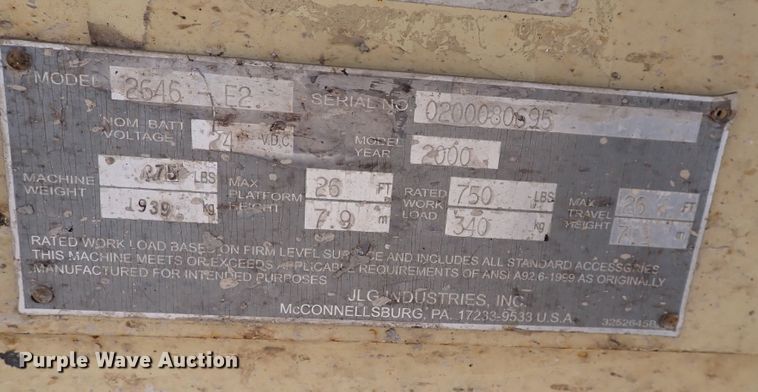 MODEL 2646 E2
SERIAL NO 0200080695
NOM BATT VOLTAGE 24 V.D.C.
MODEL YEAR 2000
MACHINE WEIGHT LBS
1939 kg
MAX PLATFORM HEIGHT 26 FT
7.9 m
RATED WORK LOAD 750 LBS
340 kg
MAX TRAVEL HEIGHT 26 FT
m
RATED WORK LOAD BASED ON FIRM LEVEL SURFACE AND INCLUDES ALL STANDARD ACCESSORIES
THIS MACHINE MEETS OR EXCEEDS APPLICABLE REQUIREMENTS OF ANSI A92.6-1999 AS ORIGINALLY
MANUFACTURED FOR INTENDED PURPOSES
JLG INDUSTRIES, INC.
McCONNELLSBURG, PA. 17233-9533 U.S.A.
3252645B
Purple Wave Auction